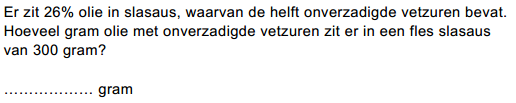 Er zit 26% olie in slasaus, waarvan de helft onverzadigde vetzuren bevat.
Hoeveel gram olie met onverzadigde vetzuren zit er in een fles slasaus
van 300 gram?
……………… gram